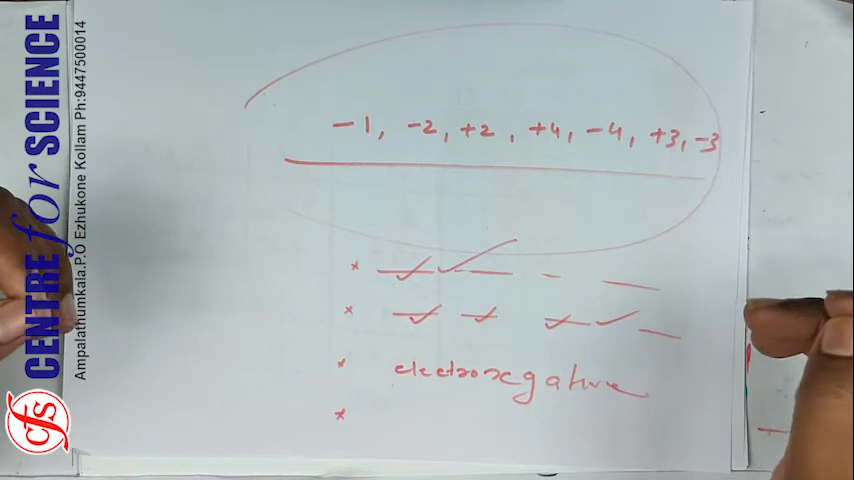 CENTRE for SCIENCE
Ampalathumkala.P.O Ezhukone Kollam Ph:9447500014
cfs
-1, -2, +2, +4, -4, +3, -3
*
*
* electronegative
*